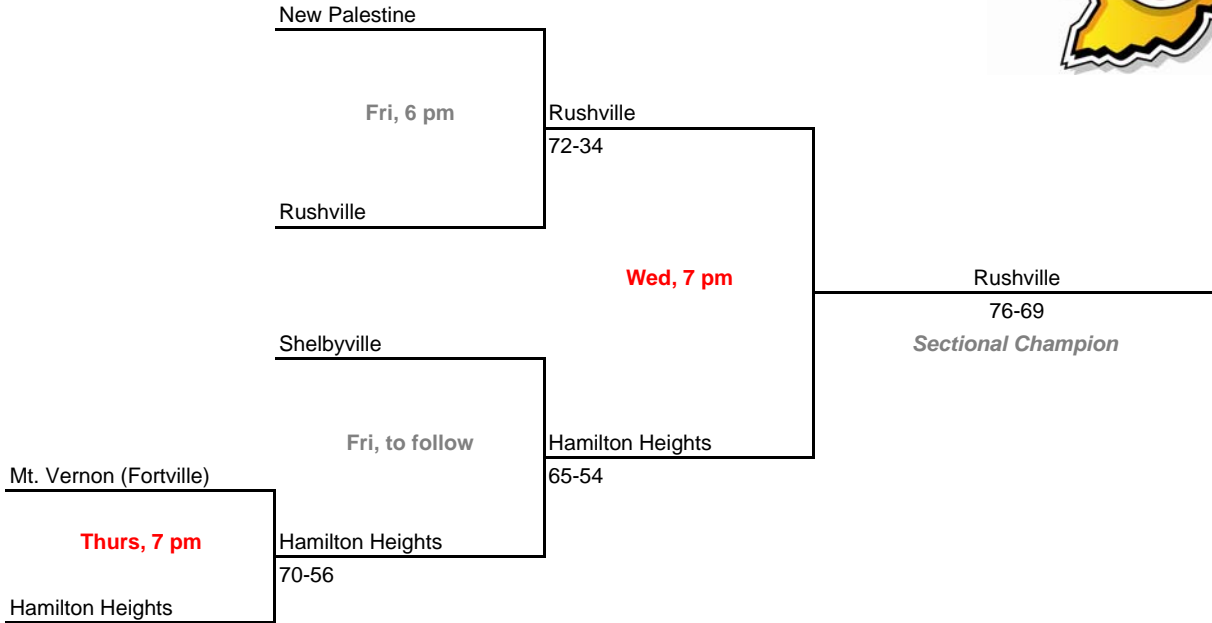 New Palestine
Fri, 6 pm
Rushville
72-34
Rushville
Wed, 7 pm
Rushville
76-69
Shelbyville
Sectional Champion
Fri, to follow
Hamilton Heights
Mt. Vernon (Fortville)
65-54
Thurs, 7 pm
Hamilton Heights
70-56
Hamilton Heights